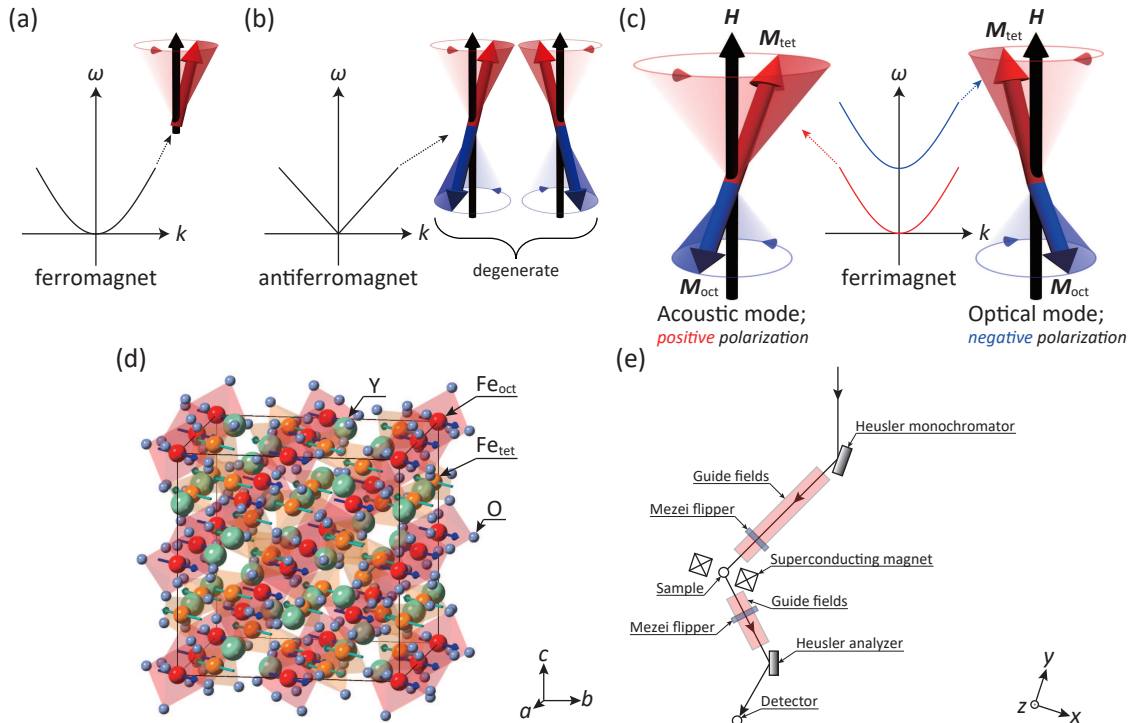 (a)
ω
k
ferromagnet
(b)
ω
k
antiferromagnet
degenerate
(c)
H
M tet
M oct
Acoustic mode;
positive polarization
ω
k
ferrimagnet
H
M tet
M oct
Optical mode;
negative polarization
(d)
Y
Fe oct
Fe tet
O
c
a
b
(e)
Heusler monochromator
Guide fields
Mezei flipper
Superconducting magnet
Sample
Guide fields
Mezei flipper
Heusler analyzer
Detector
y
z
x